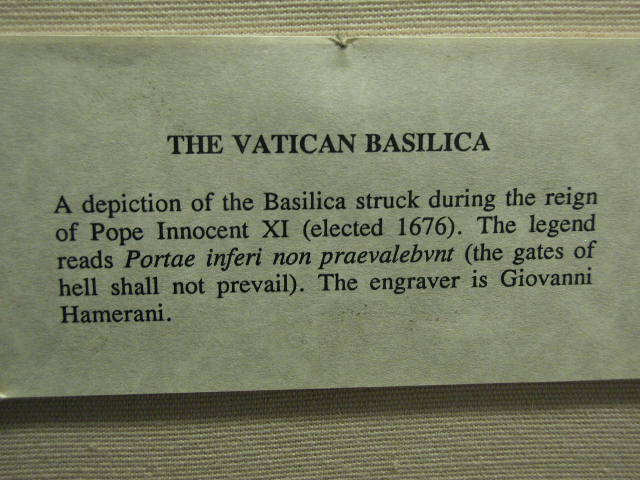 THE VATICAN BASILICA
A depiction of the Basilica struck during the reign
of Pope Innocent XI (elected 1676). The legend
reads Portae inferi non praevalebvnt (the gates of
hell shall not prevail). The engraver is Giovanni
Hamerani.